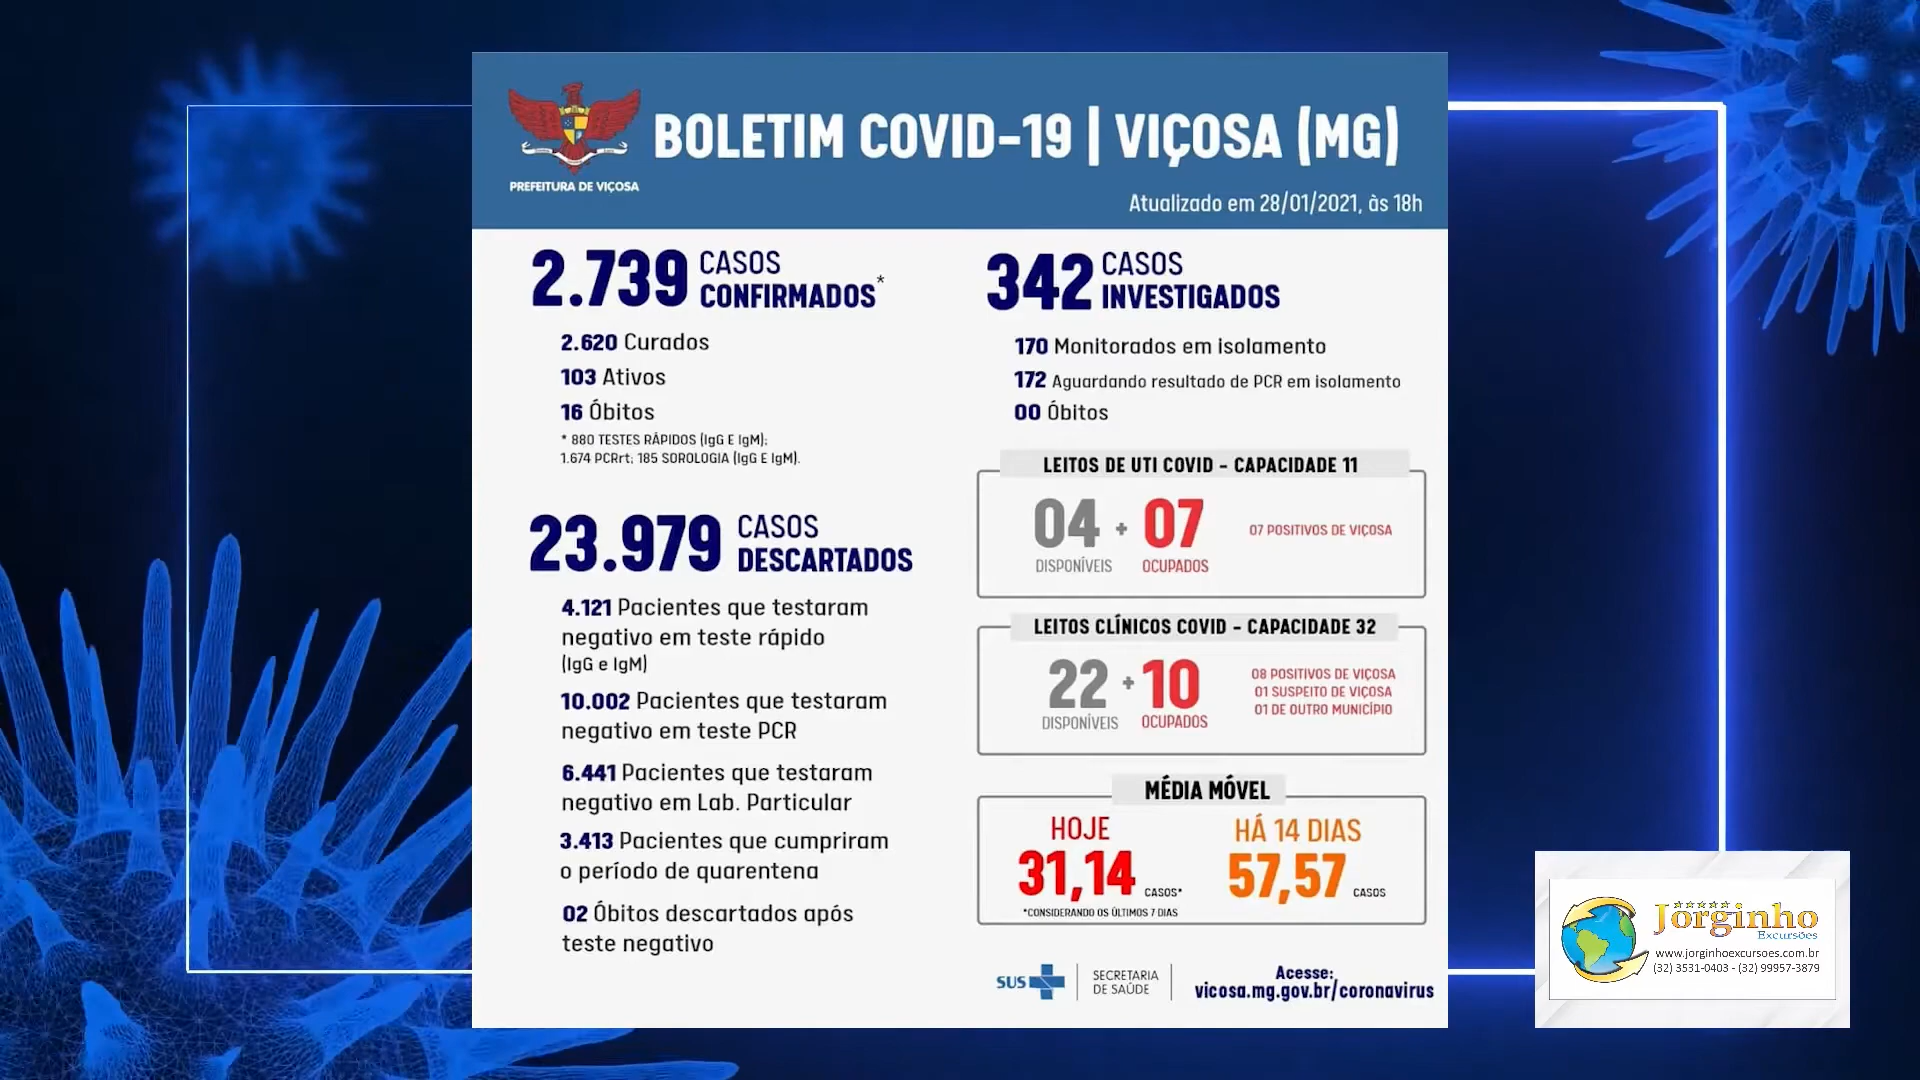 BOLETIM COVID-19 | VIÇOSA (MG)
PREFEITURA DE VIÇOSA
Atualizado em 28/01/2021, às 18h
2.739 CASOS
CONFIRMADOS*
2.620 Curados
103 Ativos
16 Óbitos
* 880 TESTES RÁPIDOS (IgG E IgM);
1.674 PCRrt; 185 SOROLOGIA (IgG E IgM).
23.979 CASOS
DESCARTADOS
4.121 Pacientes que testaram
negativo em teste rápido
(IgG e IgM)
10.002 Pacientes que testaram
negativo em teste PCR
6.441 Pacientes que testaram
negativo em Lab. Particular
3.413 Pacientes que cumpriram
o período de quarentena
02 Óbitos descartados após
teste negativo
342 CASOS
INVESTIGADOS
170 Monitorados em isolamento
172 Aguardando resultado de PCR em isolamento
00 Óbitos
LEITOS DE UTI COVID - CAPACIDADE 11
04 + 07
DISPONÍVEIS OCUPADOS
07 POSITIVOS DE VIÇOSA
LEITOS CLÍNICOS COVID - CAPACIDADE 32
22 + 10
DISPONÍVEIS OCUPADOS
08 POSITIVOS DE VIÇOSA
01 SUSPEITO DE VIÇOSA
01 DE OUTRO MUNICÍPIO
MÉDIA MÓVEL
HOJE
31,14 CASOS*
*CONSIDERANDO OS ÚLTIMOS 7 DIAS
HÁ 14 DIAS
57,57 CASOS
SUS
SECRETARIA
DE SAÚDE
Acesse:
vicosa.mg.gov.br/coronavirus
Jorginho
Excursões
www.jorginhoexcursoes.com.br
(32) 3531-0403 - (32) 99957-3879